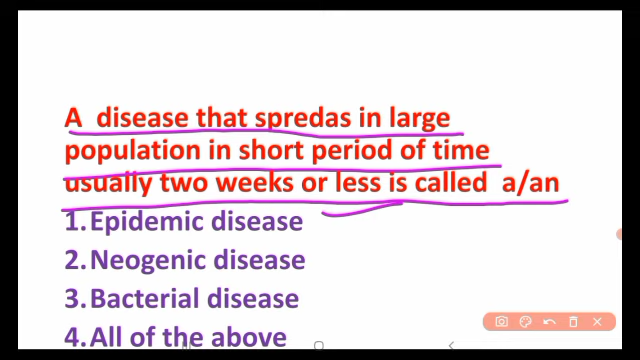 A disease that spredas in large
population in short period of time
usually two weeks or less is called a/an
1. Epidemic disease
2. Neogenic disease
3. Bacterial disease
4. All of the above